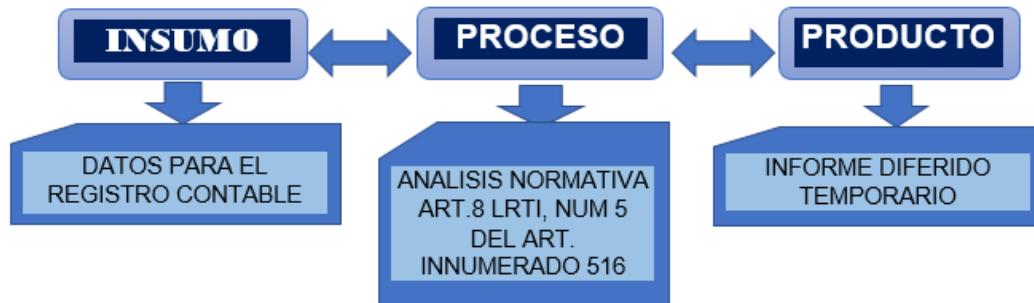 INSUMO
PROCESO
PRODUCTO
DATOS PARA EL
REGISTRO CONTABLE
ANALISIS NORMATIVA
ART.8 LRTI, NUM 5
DEL ART.
INNUMERADO 516
INFORME DIFERIDO
TEMPORARIO